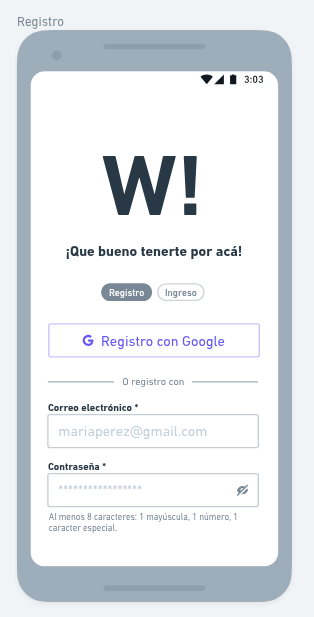 Registro
3:03
W!
¡Que bueno tenerte por acá!
Registro Ingreso
G Registro con Google
O registro con
Correo electrónico *
mariaperez@gmail.com
Contraseña *
*****************
Al menos 8 caracteres: 1 mayúscula, 1 número, 1
caracter especial.